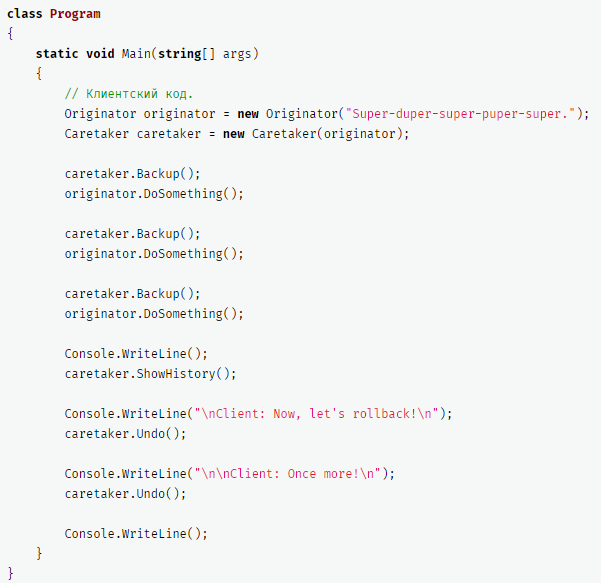 class Program
{
    static void Main(string[] args)
    {
        // Клиентский код.
        Originator originator = new Originator("Super-duper-super-puper-super.");
        Caretaker caretaker = new Caretaker(originator);

        caretaker.Backup();
        originator.DoSomething();

        caretaker.Backup();
        originator.DoSomething();

        caretaker.Backup();
        originator.DoSomething();

        Console.WriteLine();
        caretaker.ShowHistory();

        Console.WriteLine("\nClient: Now, let's rollback!\n");
        caretaker.Undo();

        Console.WriteLine("\n\nClient: Once more!\n");
        caretaker.Undo();

        Console.WriteLine();
    }
}